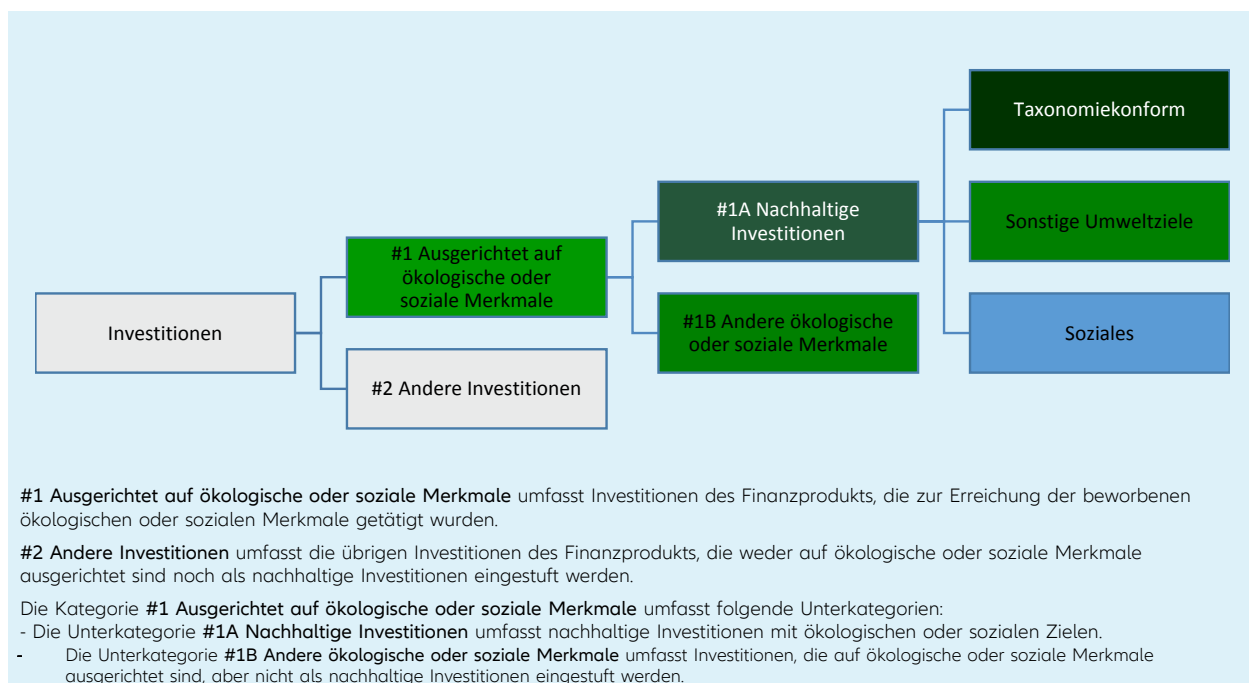 Taxonomiekonform
#1A Nachhaltige
Investitionen
Sonstige Umweltziele
#1 Ausgerichtet auf
ökologische oder
soziale Merkmale
Investitionen
#1B Andere ökologische
oder soziale Merkmale
Soziales
#2 Andere Investitionen
#1 Ausgerichtet auf ökologische oder soziale Merkmale umfasst Investitionen des Finanzprodukts, die zur Erreichung der beworbenen
ökologischen oder sozialen Merkmale getätigt wurden.
#2 Andere Investitionen umfasst die übrigen Investitionen des Finanzprodukts, die weder auf ökologische oder soziale Merkmale
ausgerichtet sind noch als nachhaltige Investitionen eingestuft werden.
Die Kategorie #1 Ausgerichtet auf ökologische oder soziale Merkmale umfasst folgende Unterkategorien:
- Die Unterkategorie #1A Nachhaltige Investitionen umfasst nachhaltige Investitionen mit ökologischen oder sozialen Zielen.
- Die Unterkategorie #1B Andere ökologische oder soziale Merkmale umfasst Investitionen, die auf ökologische oder soziale Merkmale
ausgerichtet sind, aber nicht als nachhaltige Investitionen eingestuft werden.